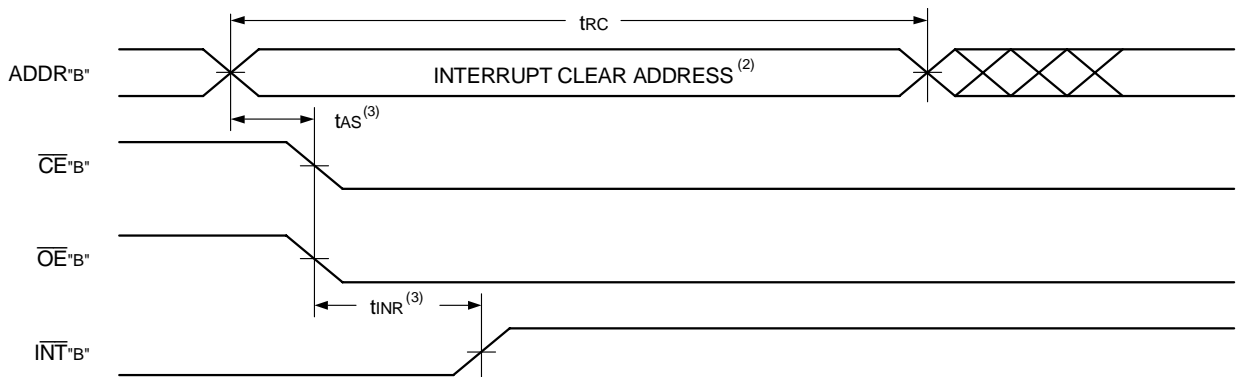 tRC
ADDR"B"
INTERRUPT CLEAR ADDRESS(2)
tAS(3)
CE"B"
OE"B"
tINR(3)
INT"B"